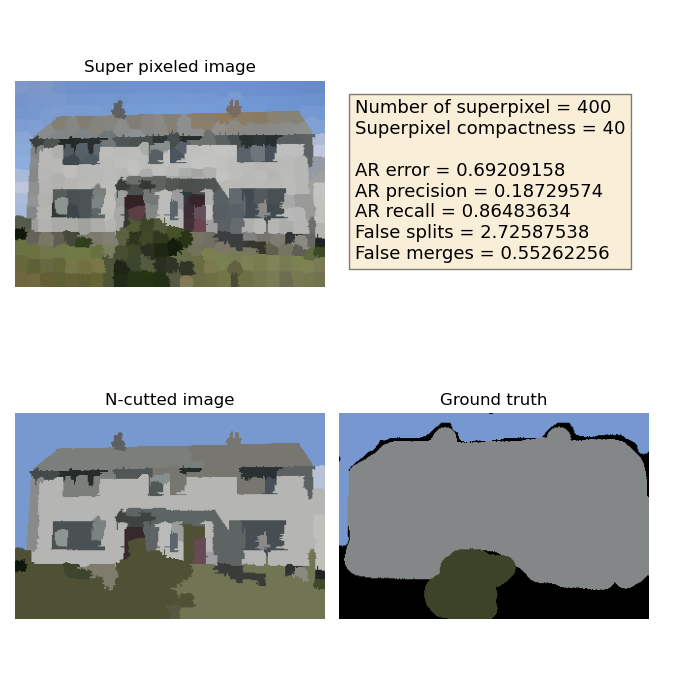 Super pixeled image
Number of superpixel = 400
Superpixel compactness = 40
AR error = 0.69209158
AR precision = 0.18729574
AR recall = 0.86483634
False splits = 2.72587538
False merges = 0.55262256
N-cutted image
Ground truth